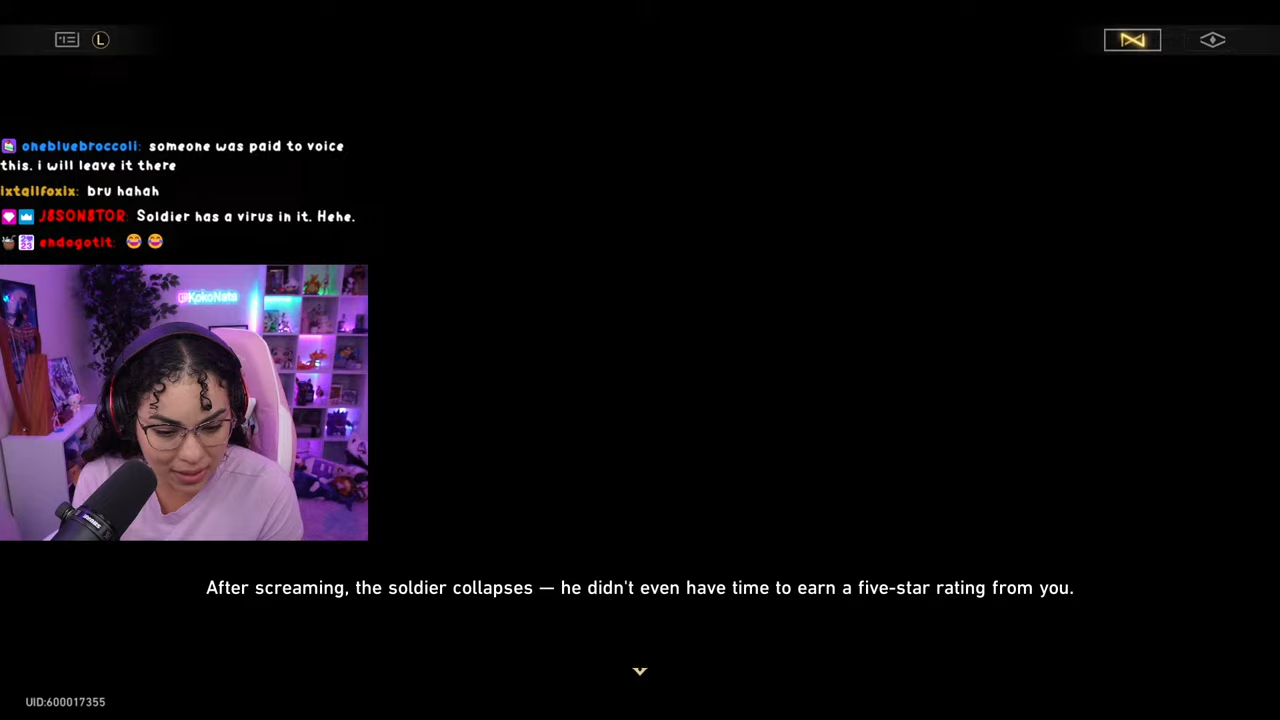 L
onebluebroccoli: someone was paid to voice
this. i will leave it there
ixtailfoxix: bru hahah
J8SON8TOR: Soldier has a virus in it. Hehe.
endogotit: 😂 😂
KokoNata
After screaming, the soldier collapses — he didn't even have time to earn a five-star rating from you.
UID:600017355